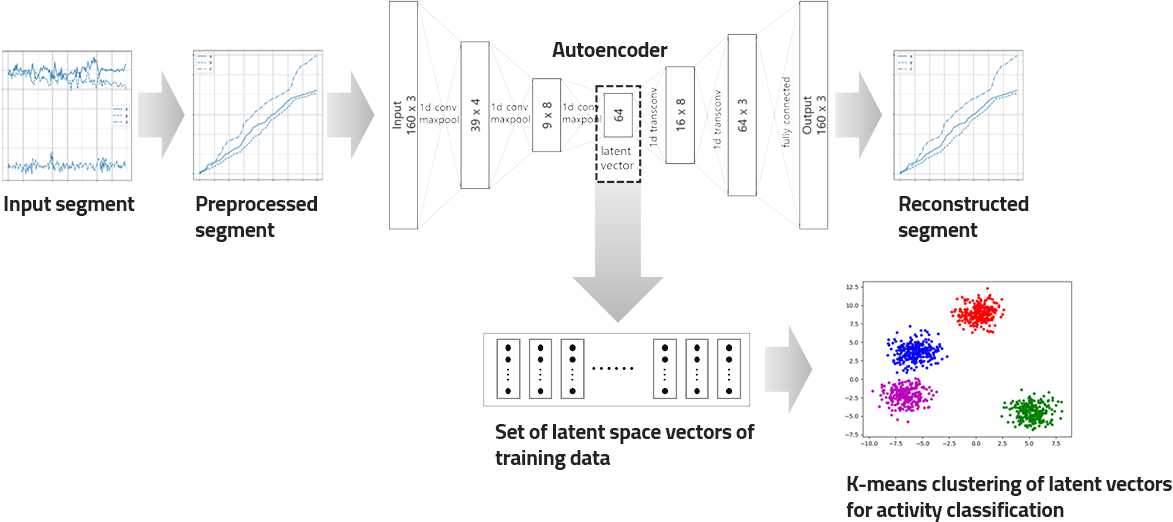 Autoencoder
Input
160 x 3
1d conv
maxpool
39 x 4
1d conv
maxpool
9 x 8
1d conv
maxpool
64
latent
vector
1d transconv
16 x 8
1d transconv
64 x 3
fully connected
Output
160 x 3
Input segment
Preprocessed
segment
Reconstructed
segment
Set of latent space vectors of
training data
12.5
10.0
7.5
5.0
2.5
0.0
−2.5
−5.0
−7.5
−10.0 −7.5 −5.0 −2.5 0.0 2.5 5.0 7.5
K-means clustering of latent vectors
for activity classification